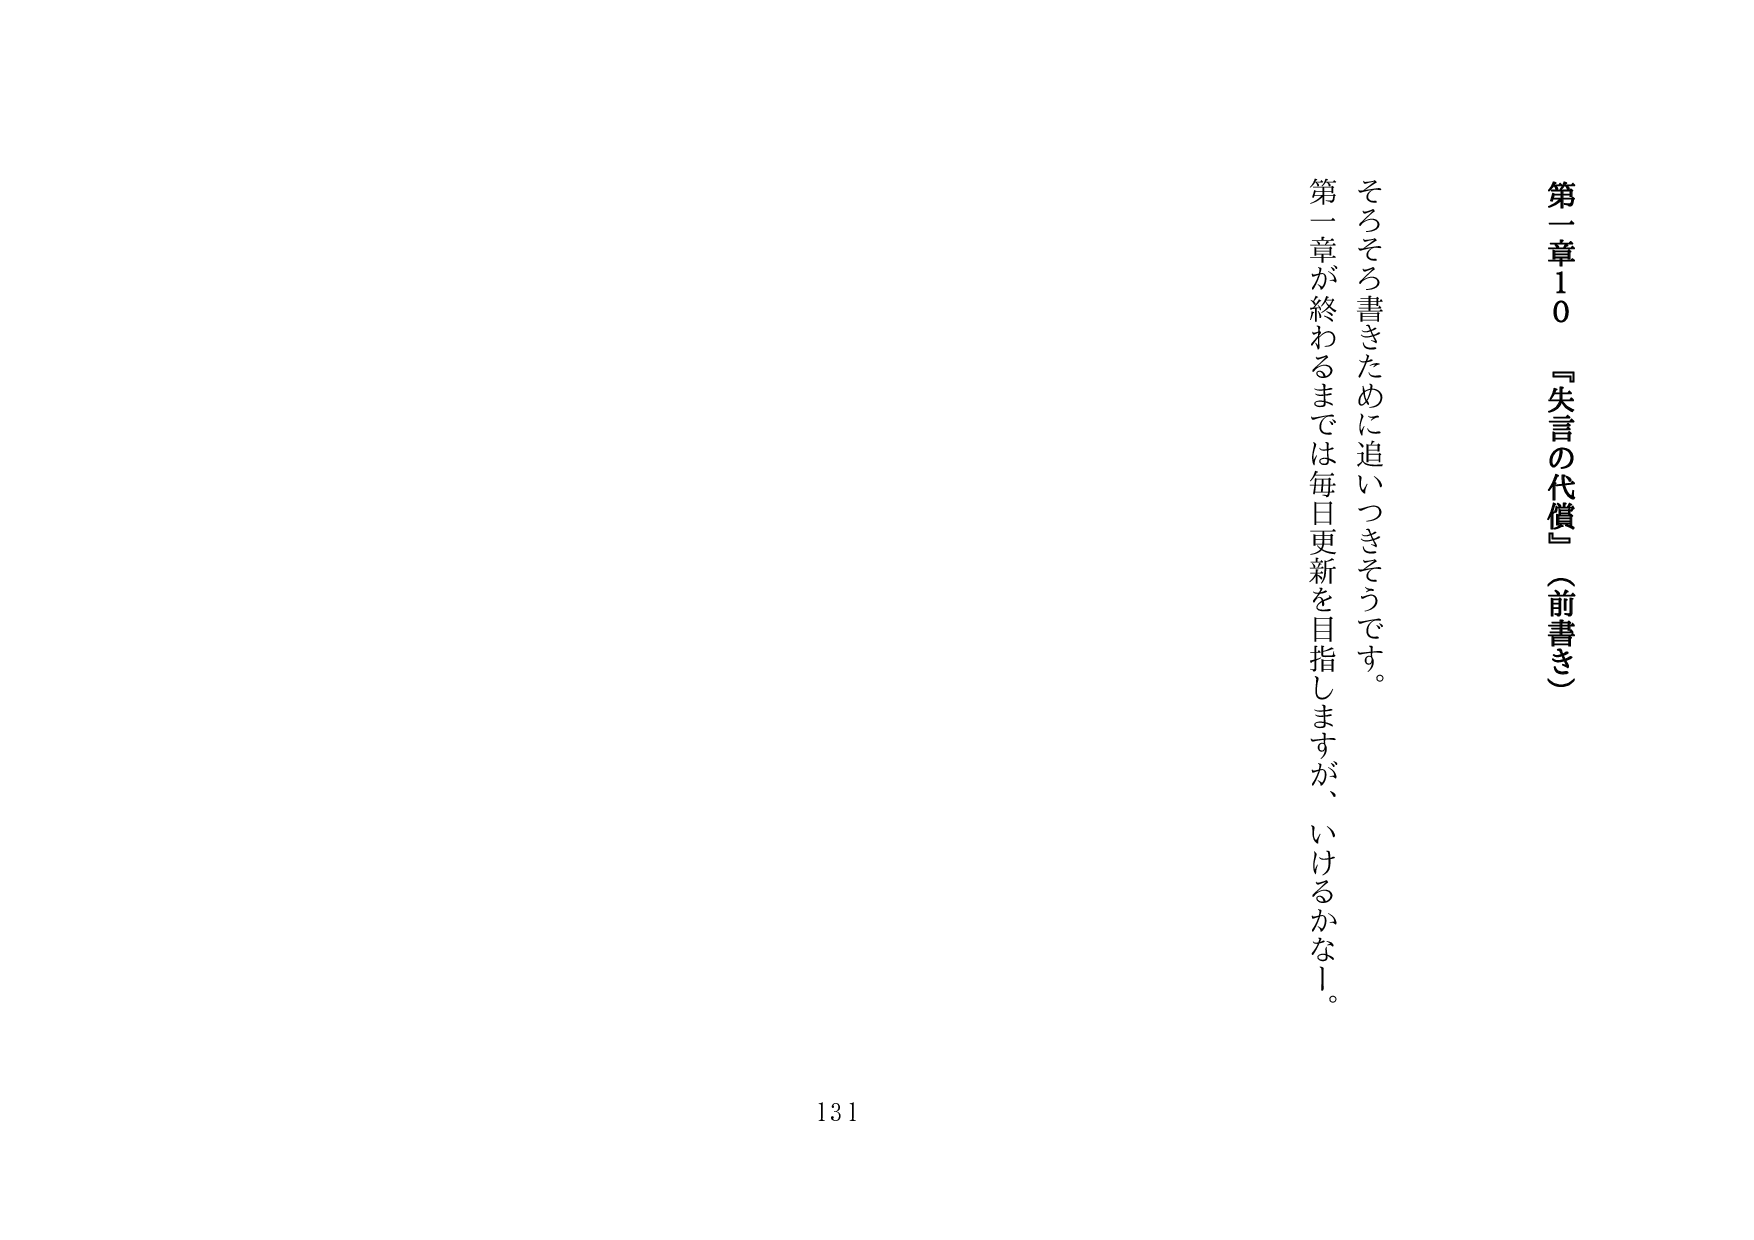 第一章１０　『失言の代償』（前書き）
そろそろ書きために追いつきそうです。
第一章が終わるまでは毎日更新を目指しますが、いけるかなー。
131